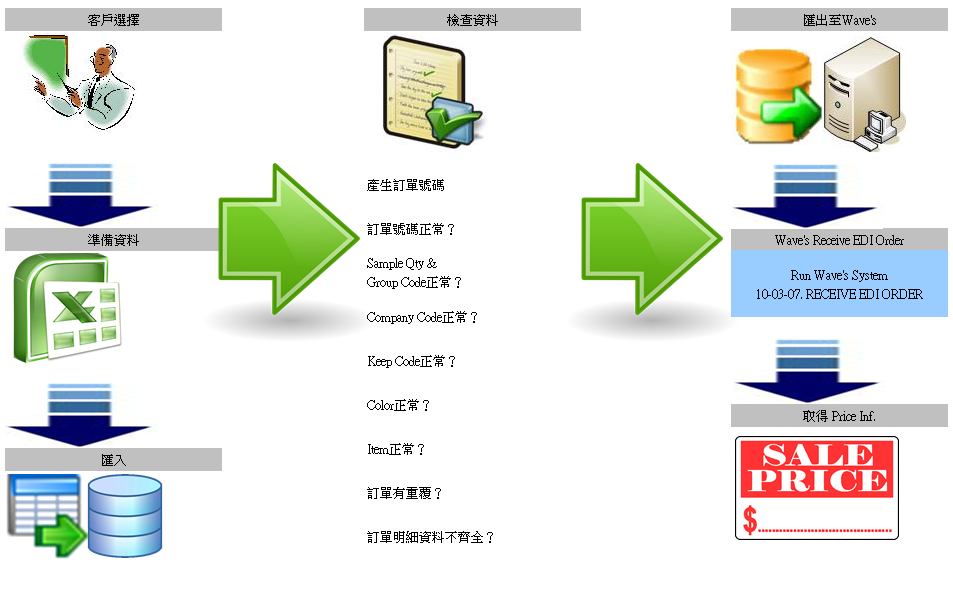 客戶選擇
準備資料
匯入
檢查資料
產生訂單號碼
訂單號碼正常？
Sample Qty &
Group Code正常？
Company Code正常？
Keep Code正常？
Color正常？
Item正常？
訂單有重覆？
訂單明細資料不齊全？
匯出至Wave's
Wave's Receive EDI Order
Run Wave's System
10-03-07. RECEIVE EDI ORDER
取得 Price Inf.
SALE
PRICE
$